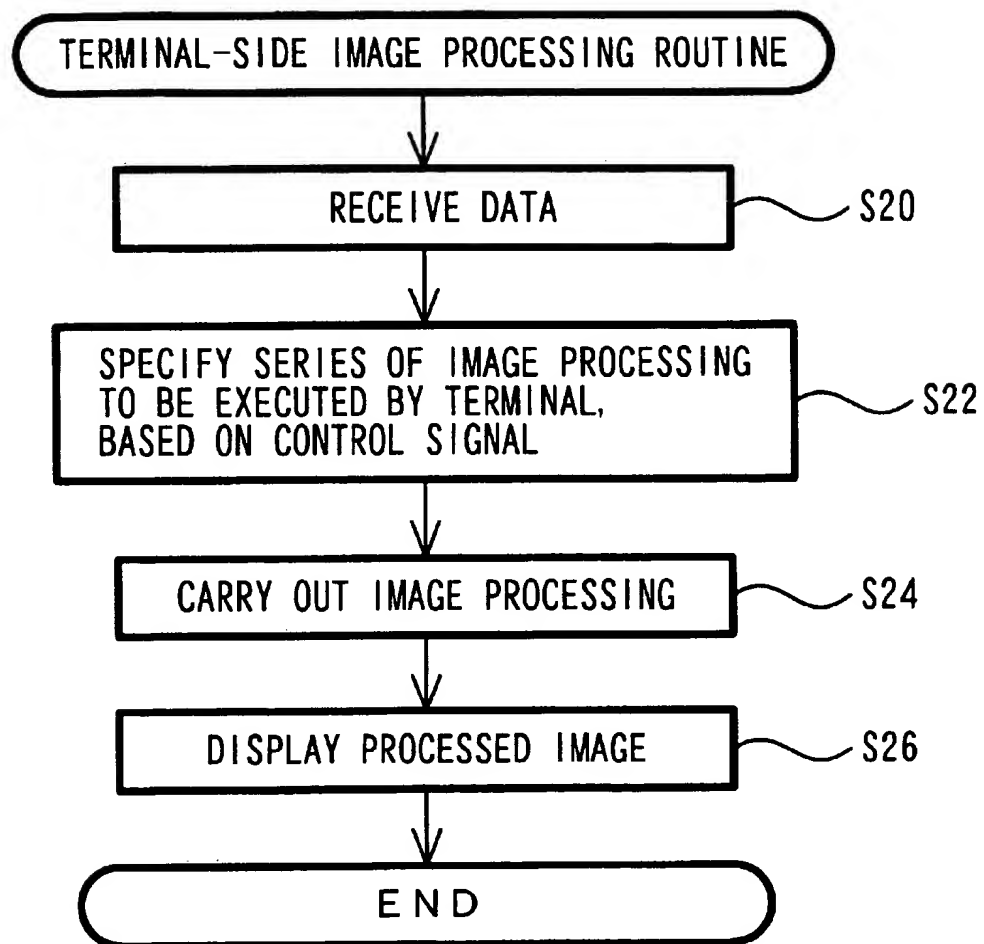 TERMINAL-SIDE IMAGE PROCESSING ROUTINE
RECEIVE DATA
S20
SPECIFY SERIES OF IMAGE PROCESSING
TO BE EXECUTED BY TERMINAL,
BASED ON CONTROL SIGNAL
S22
CARRY OUT IMAGE PROCESSING
S24
DISPLAY PROCESSED IMAGE
S26
END